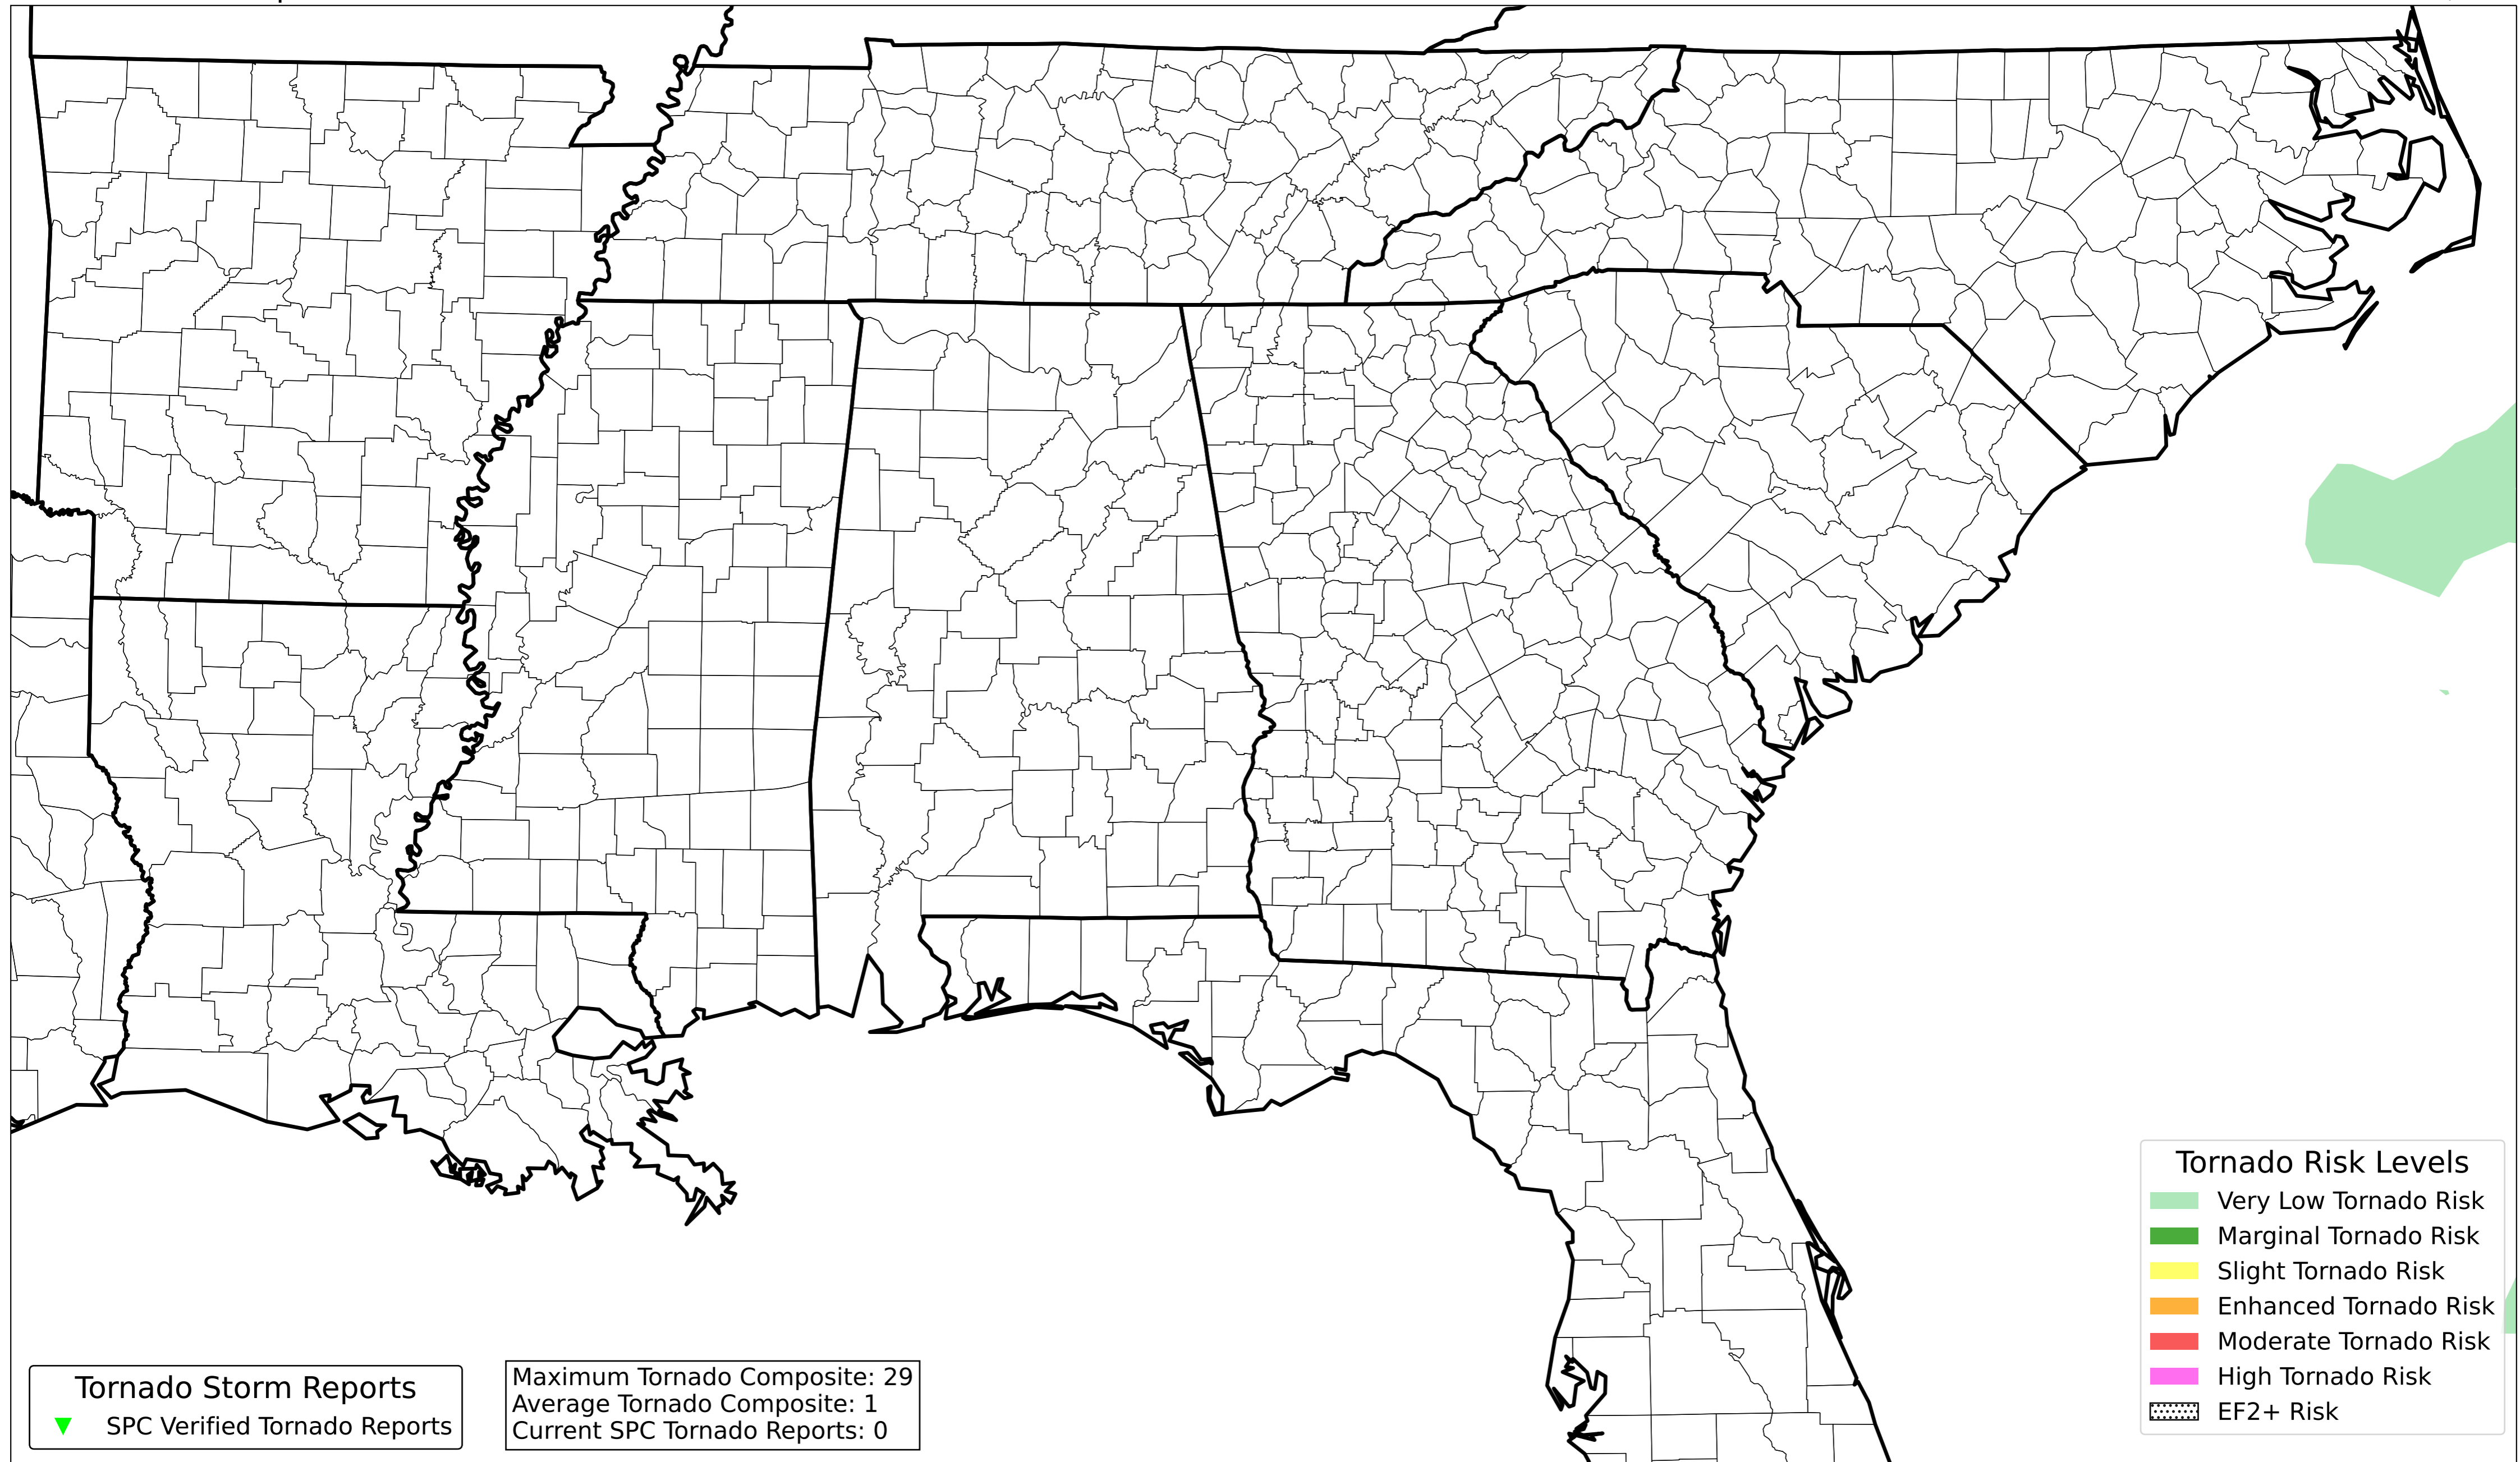 Tornado Storm Reports
SPC Verified Tornado Reports
Maximum Tornado Composite: 29
Average Tornado Composite: 1
Current SPC Tornado Reports: 0
Tornado Risk Levels
Very Low Tornado Risk
Marginal Tornado Risk
Slight Tornado Risk
Enhanced Tornado Risk
Moderate Tornado Risk
High Tornado Risk
EF2+ Risk